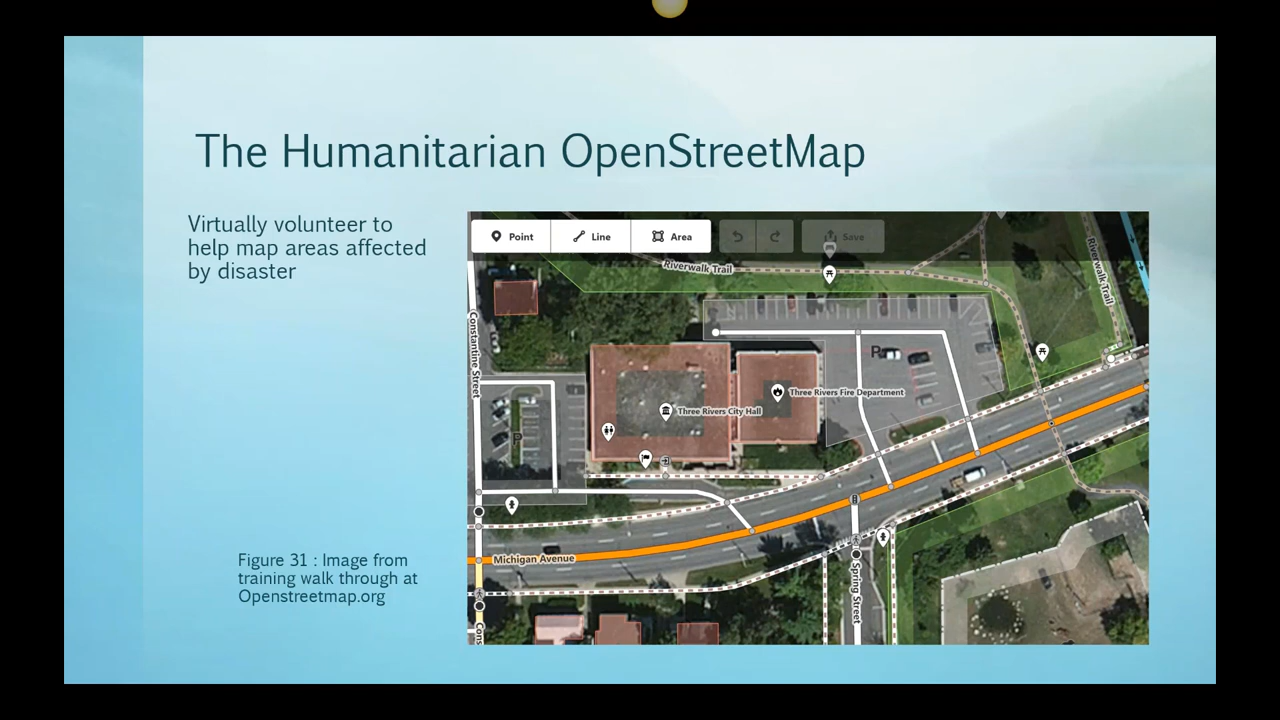 The Humanitarian OpenStreetMap
Virtually volunteer to
help map areas affected
by disaster
Point
Line
Area
Save
Riverwalk Trail
Riverwalk Trail
Constantine Street
P
Three Rivers Fire Department
Three Rivers City Hall
P
Michigan Avenue
Spring Street
Cons
Figure 31 : Image from
training walk through at
Openstreetmap.org